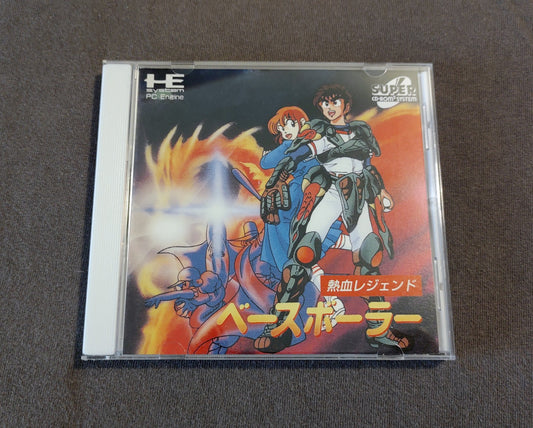 HE
system
PC Engine
SUPER
CD-ROM² SYSTEM
熱血レジェンド
ベースボーラー